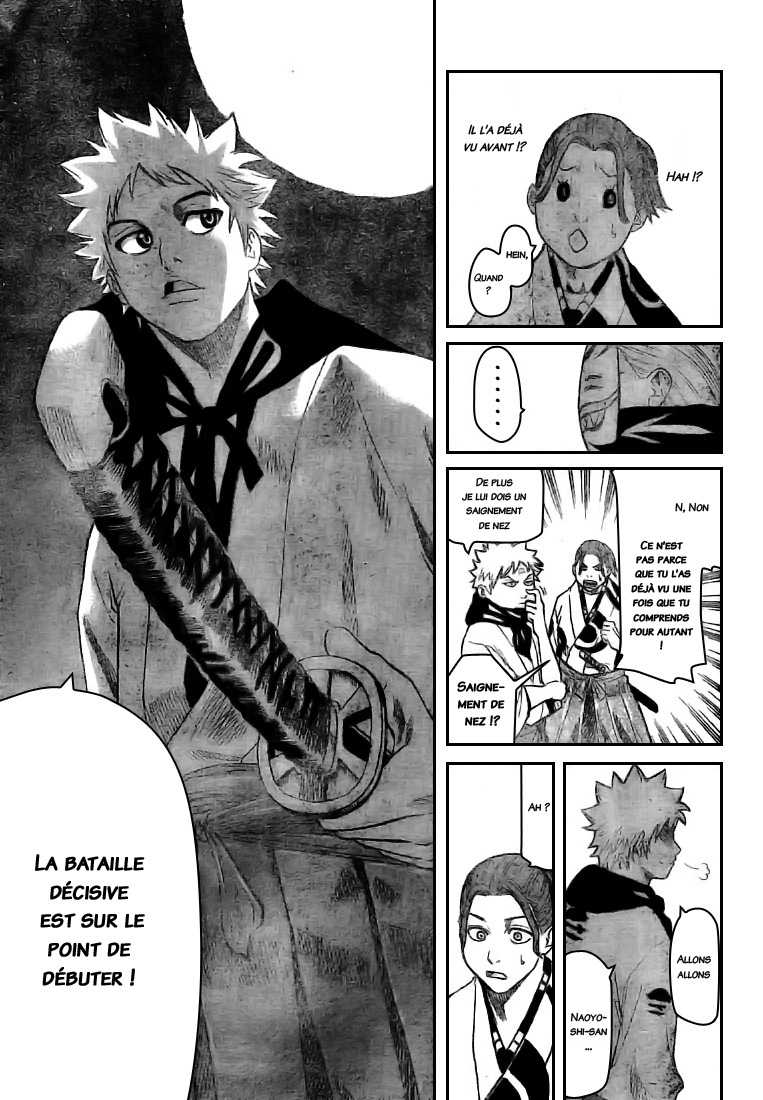 HAH !?
IL L'A DÉJÀ
VU AVANT !?
HEIN,
QUAND
?
......
N, NON
CE N'EST
PAS PARCE
QUE TU L'AS
DÉJÀ VU UNE
FOIS QUE TU
COMPRENDS
POUR AUTANT
!
DE PLUS
JE LUI DOIS UN
SAIGNEMENT
DE NEZ
SAIGNE-
MENT DE
NEZ !?
ALLONS
ALLONS
NAOYO-
SHI-SAN
...
AH ?
LA BATAILLE
DÉCISIVE
EST SUR LE
POINT DE
DÉBUTER !